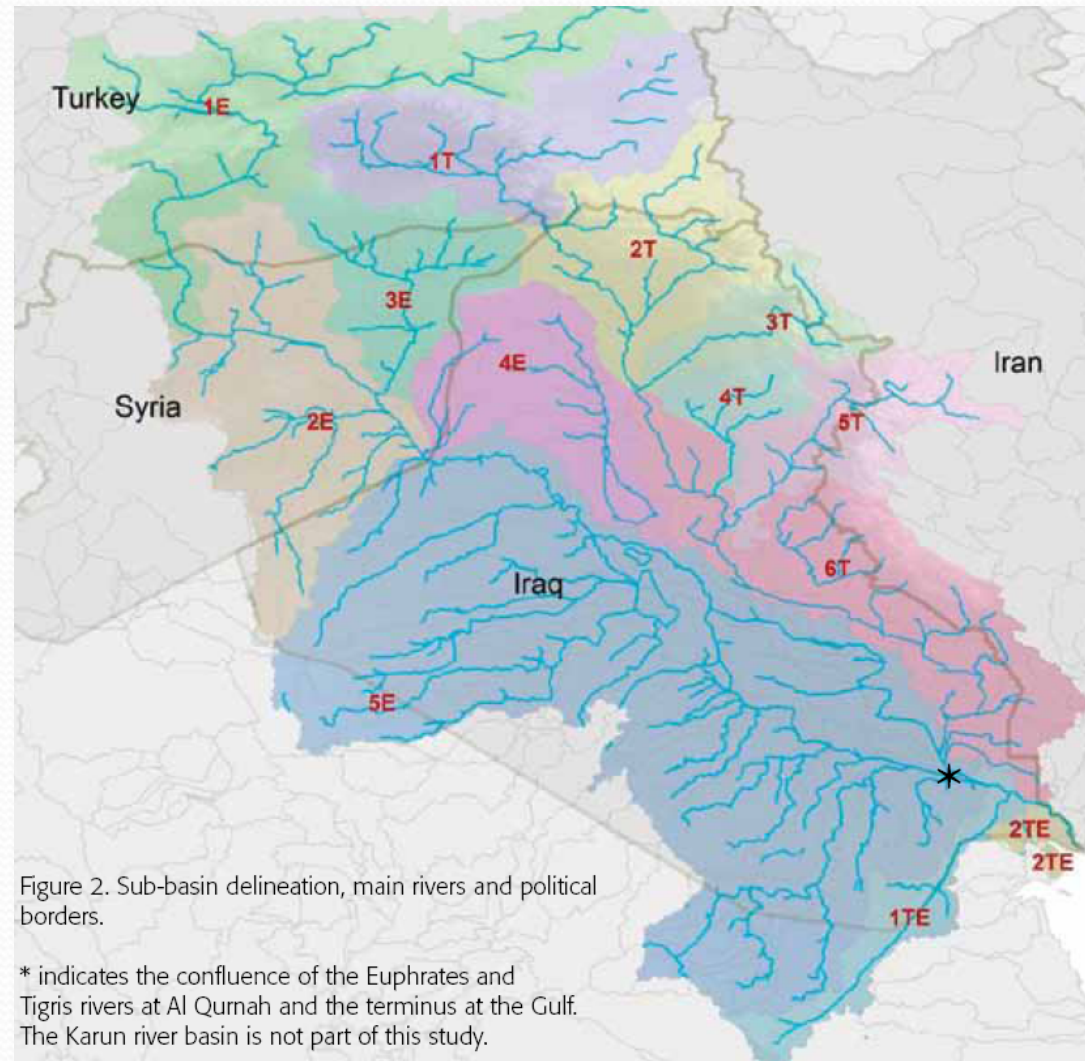 Turkey
1E
1T
2T
3E
3T
Iran
4E
4T
Syria
5T
2E
6T
Iraq
5E
*
2TE
2TE
1TE
Figure 2. Sub-basin delineation, main rivers and political
borders.
* indicates the confluence of the Euphrates and
Tigris rivers at Al Qurnah and the terminus at the Gulf.
The Karun river basin is not part of this study.